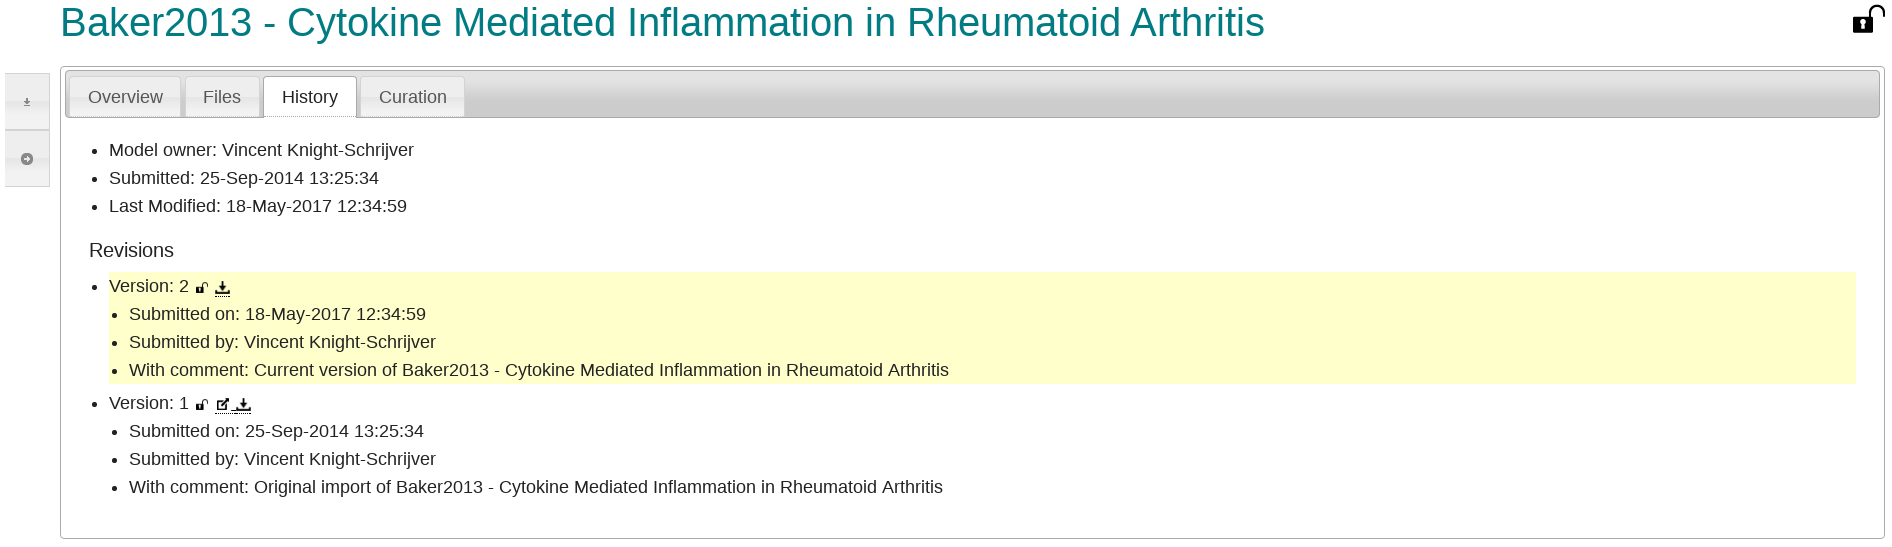 Baker2013 - Cytokine Mediated Inflammation in Rheumatoid Arthritis
Overview Files History Curation
Model owner: Vincent Knight-Schrijver
Submitted: 25-Sep-2014 13:25:34
Last Modified: 18-May-2017 12:34:59
Revisions
Version: 2
Submitted on: 18-May-2017 12:34:59
Submitted by: Vincent Knight-Schrijver
With comment: Current version of Baker2013 - Cytokine Mediated Inflammation in Rheumatoid Arthritis
Version: 1
Submitted on: 25-Sep-2014 13:25:34
Submitted by: Vincent Knight-Schrijver
With comment: Original import of Baker2013 - Cytokine Mediated Inflammation in Rheumatoid Arthritis